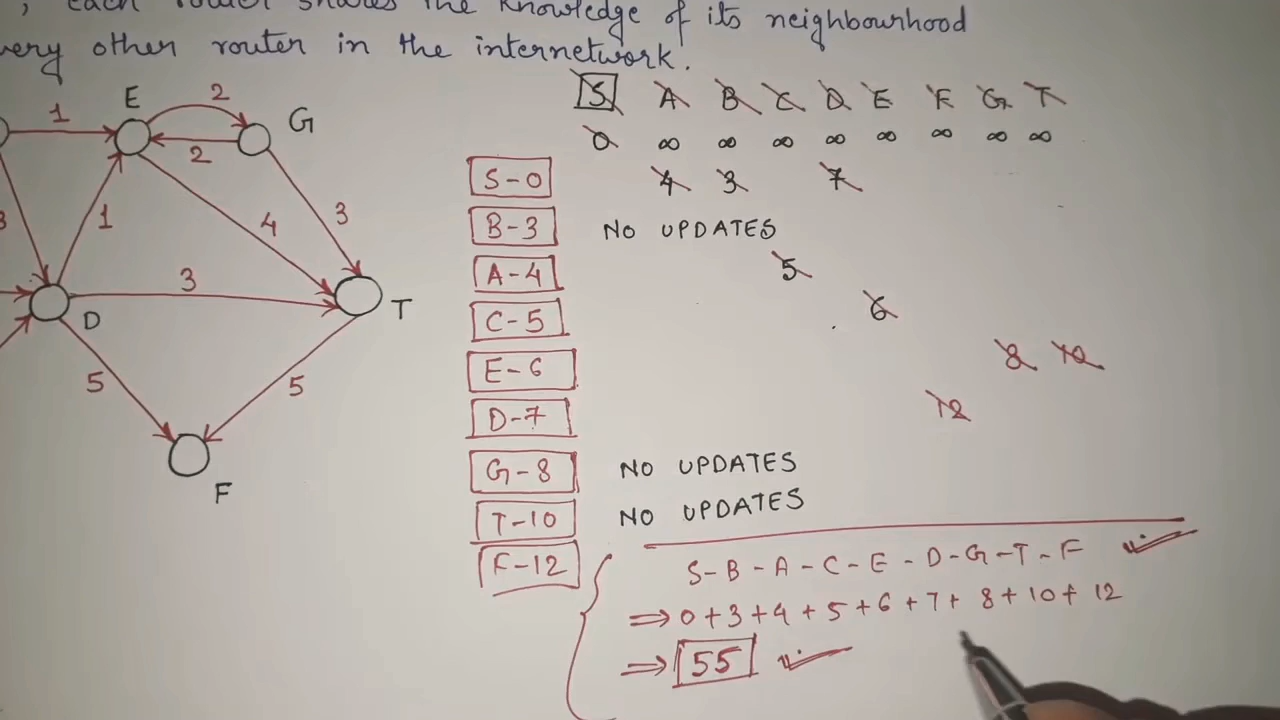 , Each router shares the knowledge of its neighbourhood
very other router in the internetwork.
1
E
2
G
2
3
1
4
3
D
3
T
5
5
F
S A B C D E F G T
0 ∞ ∞ ∞ ∞ ∞ ∞ ∞ ∞
S-0 4 3 7
B-3 NO UPDATES
A-4 5
C-5 6
E-6 8 10
D-7 12
G-8 NO UPDATES
T-10 NO UPDATES
F-12
S-B-A-C-E-D-G-T-F
⇒ 0+3+4+5+6+7+8+10+12
⇒ 55